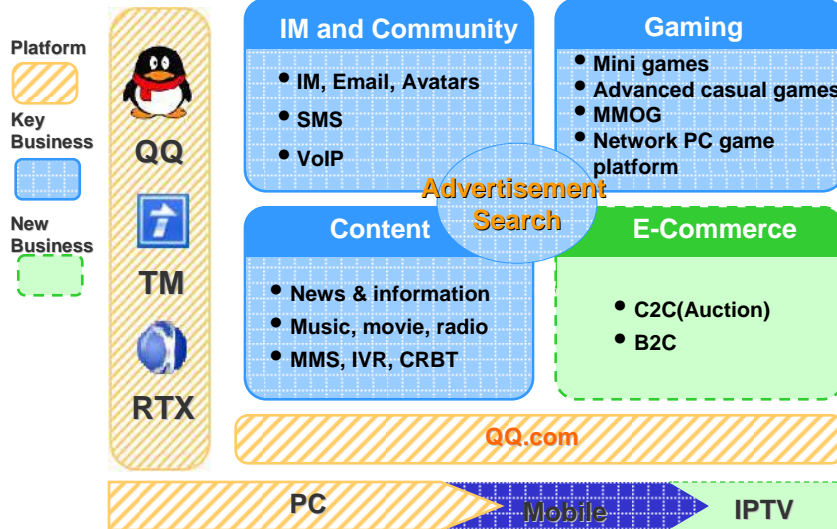 Platform
Key
Business
New
Business
QQ
TM
RTX
IM and Community
• IM, Email, Avatars
• SMS
• VoIP
Gaming
• Mini games
• Advanced casual games
• MMOG
• Network PC game
platform
Advertisement
Search
Content
• News & information
• Music, movie, radio
• MMS, IVR, CRBT
E-Commerce
• C2C(Auction)
• B2C
QQ.com
PC
Mobile
IPTV